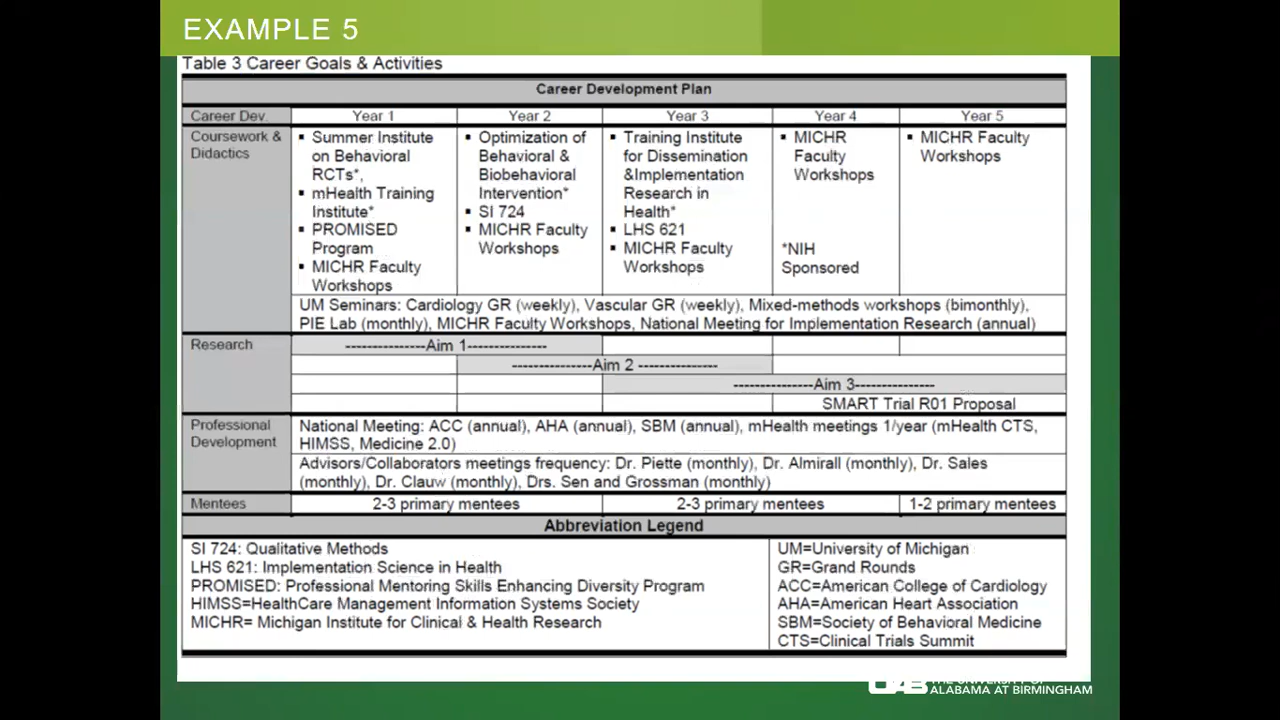 EXAMPLE 5
Table 3 Career Goals & Activities
Career Development Plan
Career Dev. Year 1 Year 2 Year 3 Year 4 Year 5
Coursework &
Didactics
▪ Summer Institute
on Behavioral
RCTs*,
▪ mHealth Training
Institute*
▪ PROMISED
Program
▪ MICHR Faculty
Workshops
▪ Optimization of
Behavioral &
Biobehavioral
Intervention*
▪ SI 724
▪ MICHR Faculty
Workshops
▪ Training Institute
for Dissemination
&Implementation
Research in
Health*
▪ LHS 621
▪ MICHR Faculty
Workshops
▪ MICHR
Faculty
Workshops
*NIH
Sponsored
▪ MICHR Faculty
Workshops
UM Seminars: Cardiology GR (weekly), Vascular GR (weekly), Mixed-methods workshops (bimonthly),
PIE Lab (monthly), MICHR Faculty Workshops, National Meeting for Implementation Research (annual)
Research
---------------Aim 1---------------
---------------Aim 2 ---------------
---------------Aim 3---------------
SMART Trial R01 Proposal
Professional
Development
National Meeting: ACC (annual), AHA (annual), SBM (annual), mHealth meetings 1/year (mHealth CTS,
HIMSS, Medicine 2.0)
Advisors/Collaborators meetings frequency: Dr. Piette (monthly), Dr. Almirall (monthly), Dr. Sales
(monthly), Dr. Clauw (monthly), Drs. Sen and Grossman (monthly)
Mentees 2-3 primary mentees 2-3 primary mentees 1-2 primary mentees
Abbreviation Legend
SI 724: Qualitative Methods
LHS 621: Implementation Science in Health
PROMISED: Professional Mentoring Skills Enhancing Diversity Program
HIMSS=HealthCare Management Information Systems Society
MICHR= Michigan Institute for Clinical & Health Research
UM=University of Michigan
GR=Grand Rounds
ACC=American College of Cardiology
AHA=American Heart Association
SBM=Society of Behavioral Medicine
CTS=Clinical Trials Summit
THE UNIVERSITY OF
ALABAMA AT BIRMINGHAM